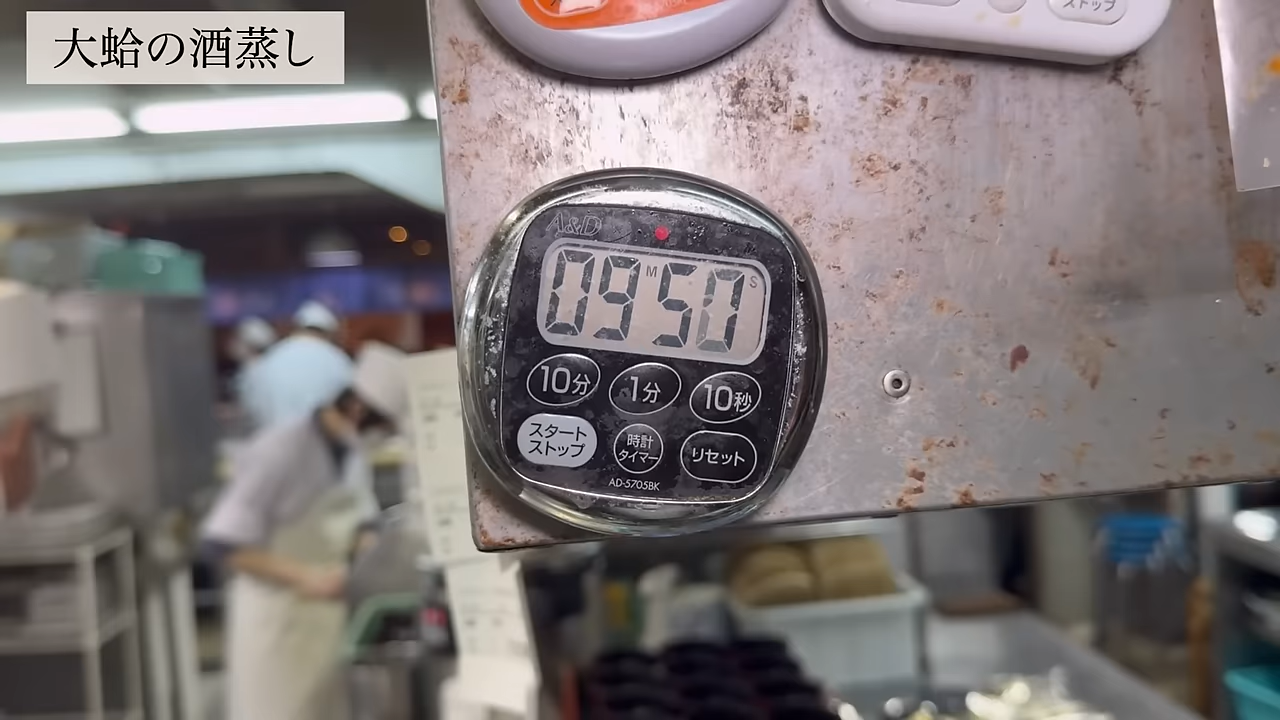 大蛤の酒蒸し
ストップ
A&D
09 M 50 S
10分 1分 10秒
スタート
ストップ
時計
タイマー
リセット
AD-5705BK